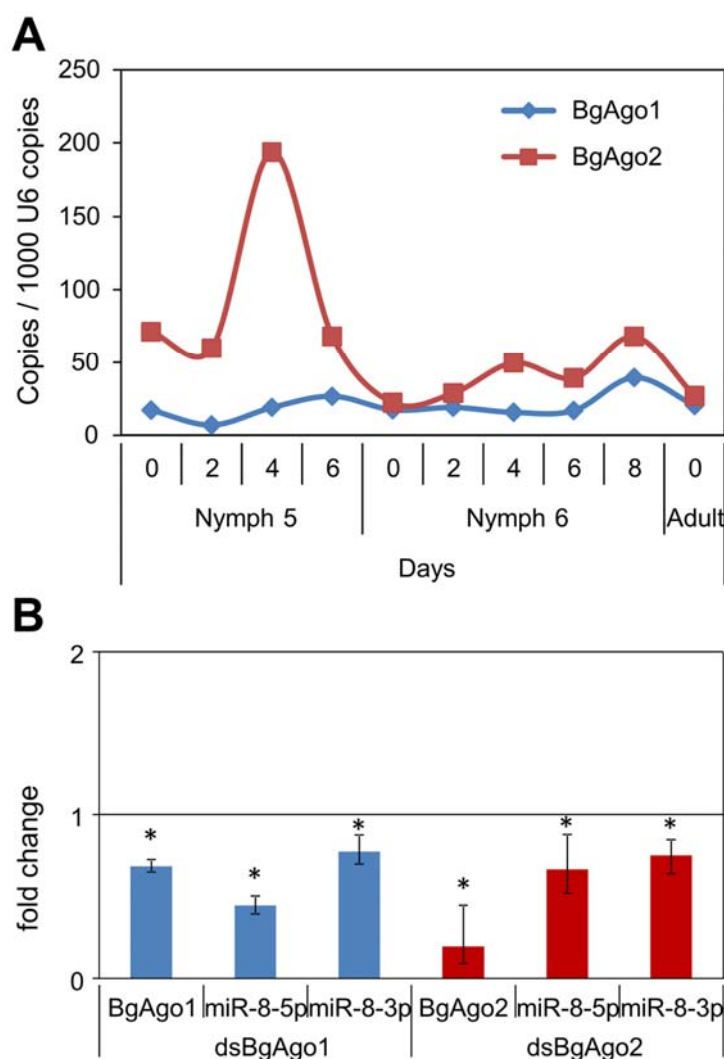 A
250
200
150
100
50
0
Copies / 1000 U6 copies
BgAgo1
BgAgo2
0 2 4 6 0 2 4 6 8 0
Nymph 5 Nymph 6 Adult
Days
B
2
1
0
fold change
* * * * * *
BgAgo1 miR-8-5p miR-8-3p BgAgo2 miR-8-5p miR-8-3p
dsBgAgo1 dsBgAgo2